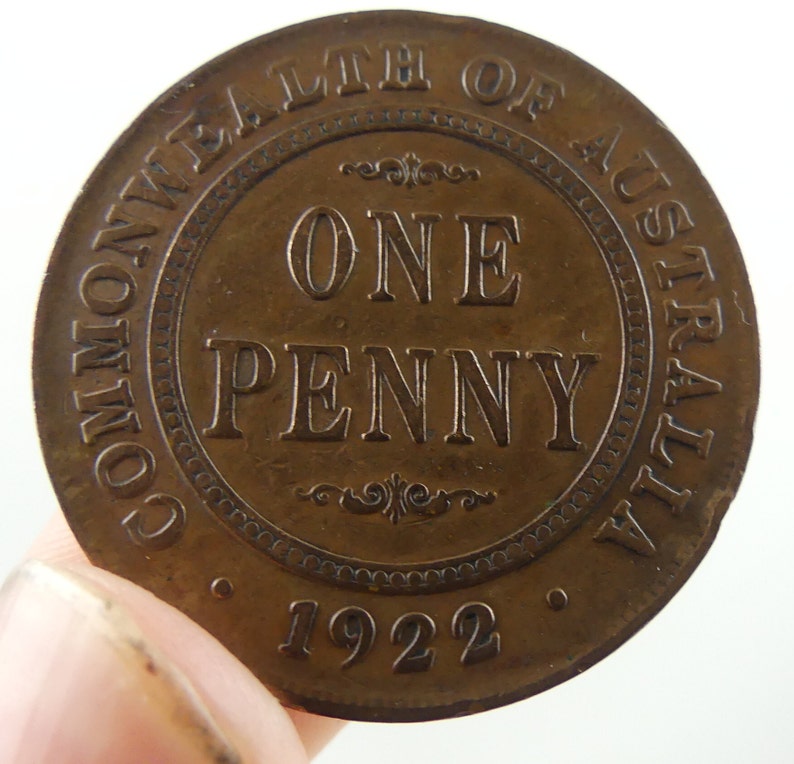 COMMONWEALTH OF AUSTRALIA
ONE
PENNY
· 1922 ·